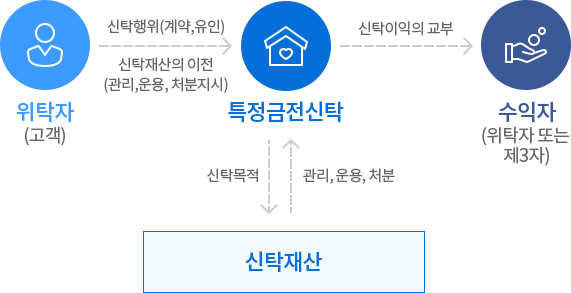 신탁행위(계약,유인)
신탁재산의 이전
(관리,운용, 처분지시)
신탁이익의 교부
위탁자
(고객)
특정금전신탁
수익자
(위탁자 또는
제3자)
신탁목적
관리, 운용, 처분
신탁재산